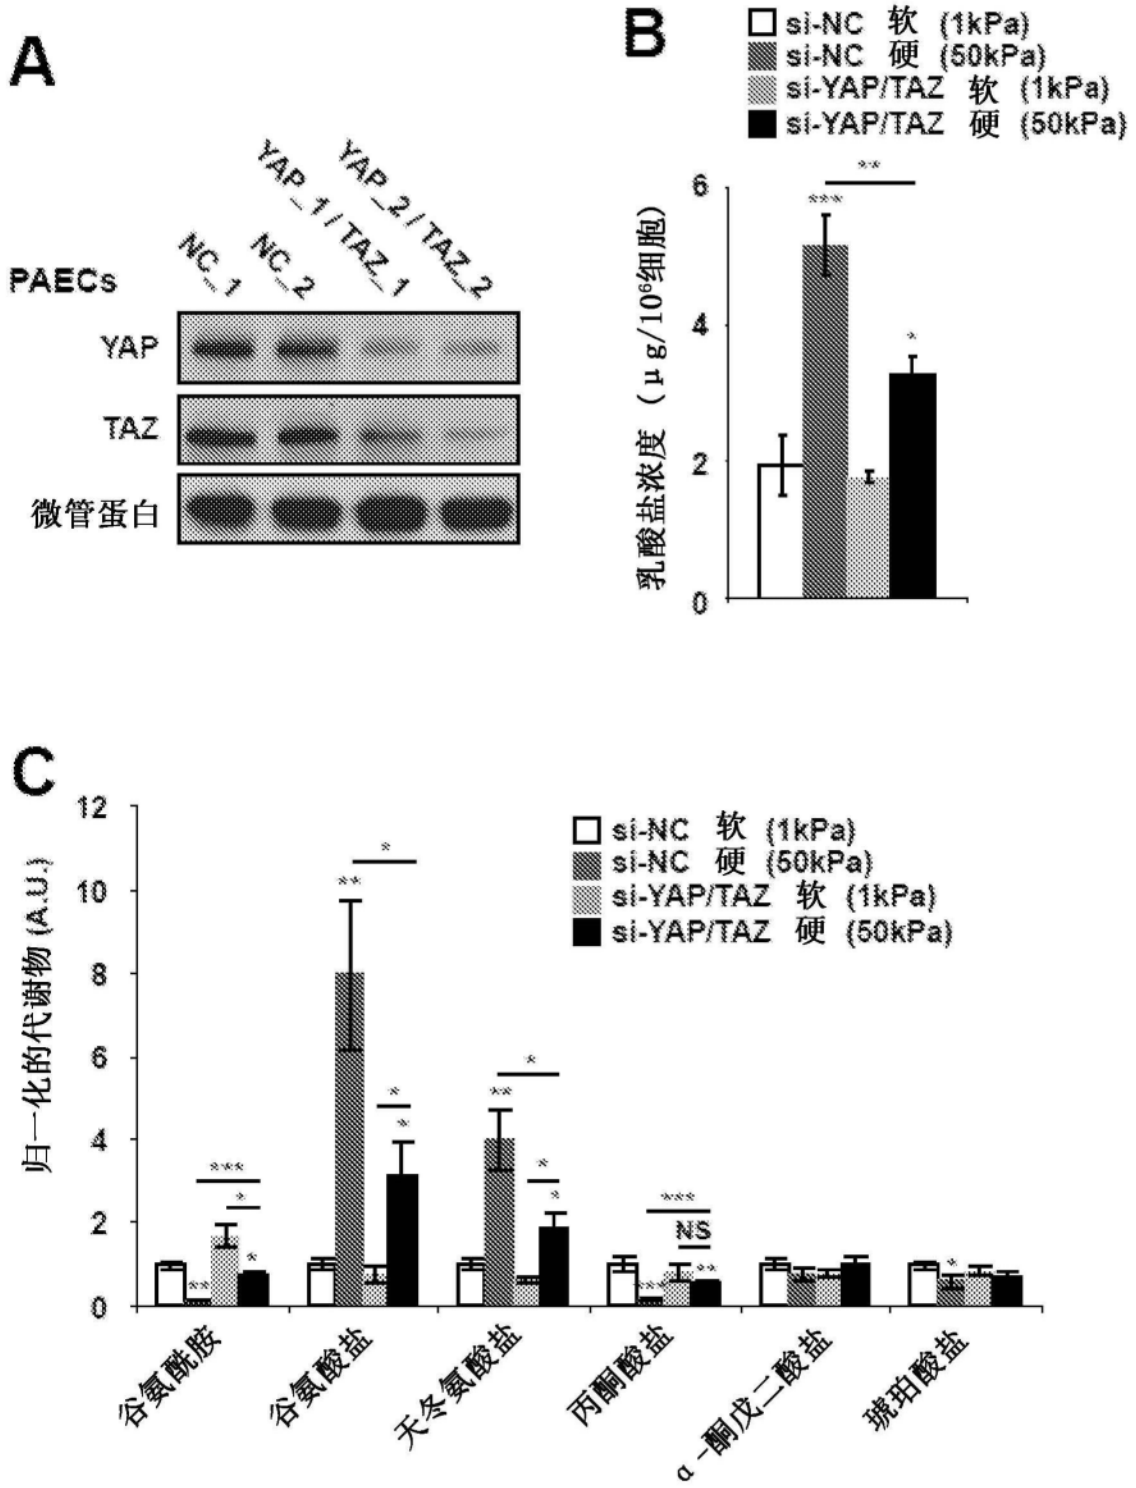 A
PAECs
NC_1
NC_2
YAP_1 / TAZ_1
YAP_2 / TAZ_2
YAP
TAZ
微管蛋白
B
si-NC 软 (1kPa)
si-NC 硬 (50kPa)
si-YAP/TAZ 软 (1kPa)
si-YAP/TAZ 硬 (50kPa)
乳酸盐浓度 (μg/10⁶细胞)
6
4
2
0
**
***
*
C
si-NC 软 (1kPa)
si-NC 硬 (50kPa)
si-YAP/TAZ 软 (1kPa)
si-YAP/TAZ 硬 (50kPa)
归一化的代谢物 (A.U.)
12
10
8
6
4
2
0
***
*
**
*
*
**
*
*
*
**
*
*
***
NS
***
**
*
谷氨酰胺
谷氨酸盐
天冬氨酸盐
丙酮酸盐
α-酮戊二酸盐
琥珀酸盐